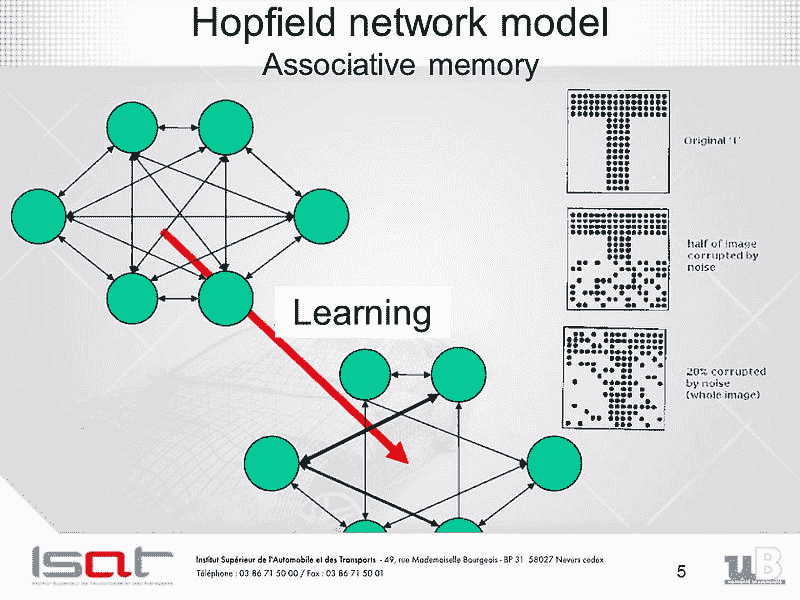 Hopfield network model
Associative memory
Original 'T'
half of image
corrupted by
noise
Learning
20% corrupted
by noise
(whole image)
Isat
Institut Supérieur de l'Automobile et des Transports - 49, rue Mademoiselle Bourgeois - BP 31 58027 Nevers cedex
Téléphone : 03 86 71 50 00 / Fax : 03 86 71 50 01
5
uB